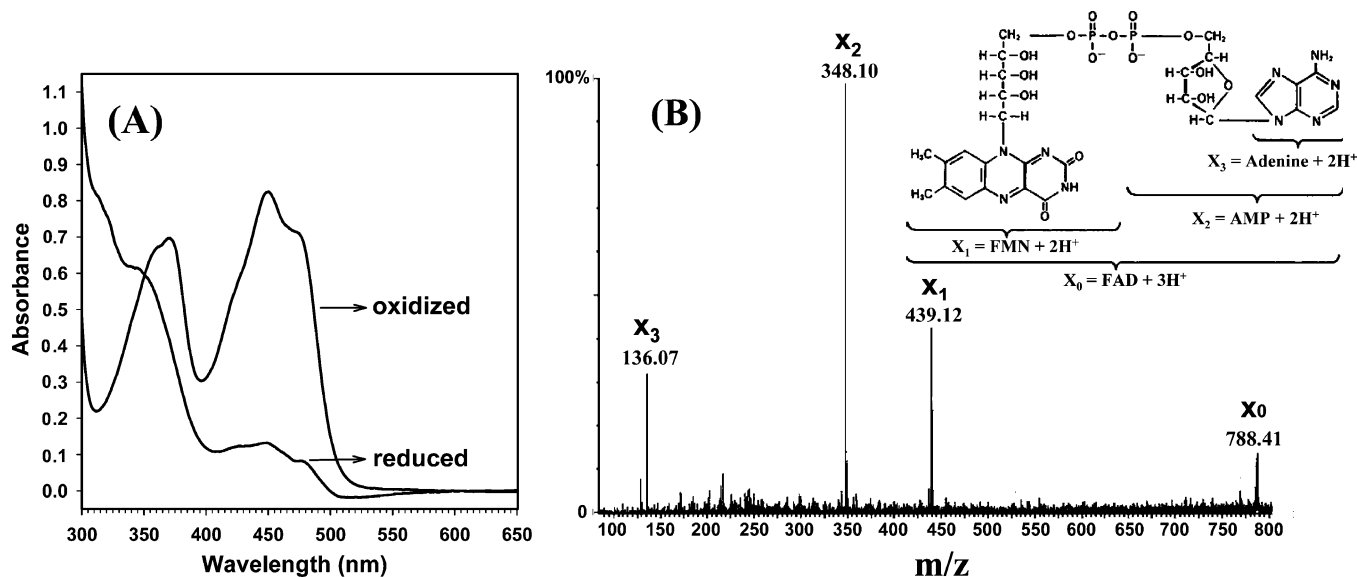 (A)
1.1
1.0
0.9
0.8
0.7
0.6
0.5
0.4
0.3
0.2
0.1
0.0
Absorbance
oxidized
reduced
300 350 400 450 500 550 600 650
Wavelength (nm)
(B)
100%
0
X3
136.07
X2
348.10
X1
439.12
X0
788.41
100 150 200 250 300 350 400 450 500 550 600 650 700 750 800
m/z
CH2 O P O P O CH2
O O
O- O-
H C OH
H C OH
H C OH
H C H
H3C
H3C
N N O
N NH
O
C-H
C OH
H C OH
H C
O
NH2
N N
N N
X3 = Adenine + 2H+
X2 = AMP + 2H+
X1 = FMN + 2H+
X0 = FAD + 3H+